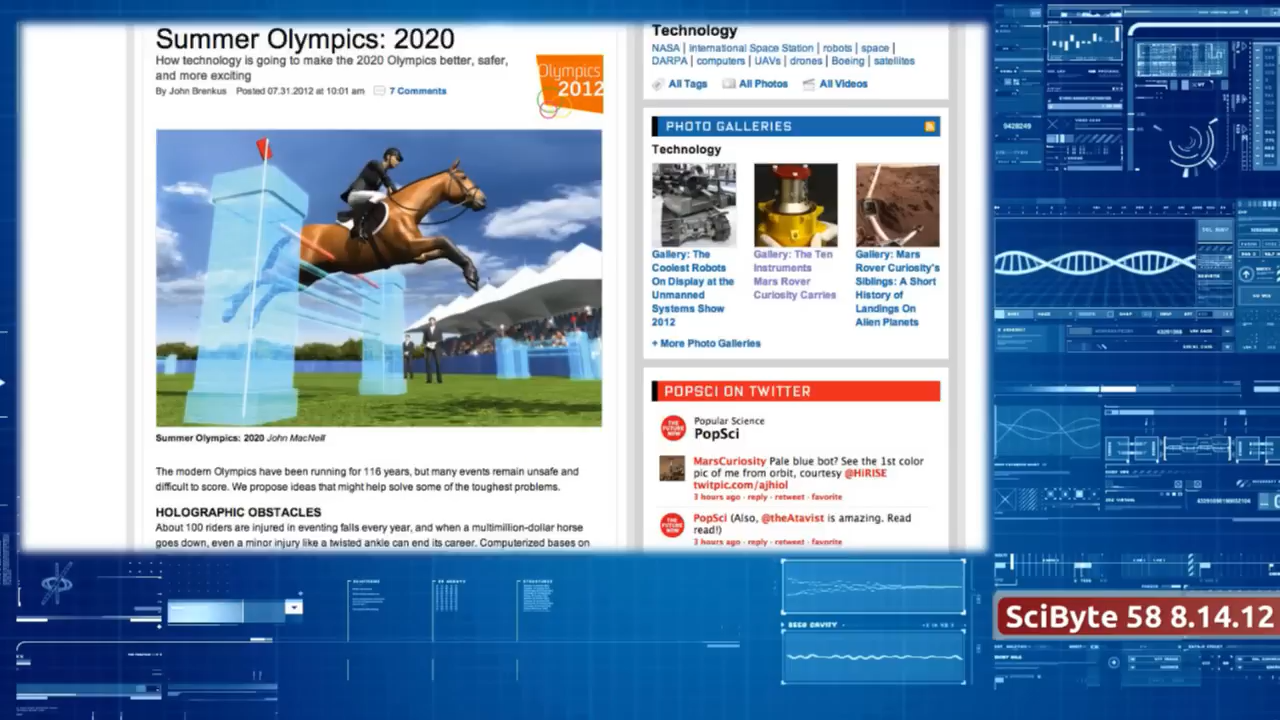 Summer Olympics: 2020
How technology is going to make the 2020 Olympics better, safer,
and more exciting
By John Brenkus Posted 07.31.2012 at 10:01 am 7 Comments
Olympics
2012
Summer Olympics: 2020 John MacNeill
The modern Olympics have been running for 116 years, but many events remain unsafe and
difficult to score. We propose ideas that might help solve some of the toughest problems.
HOLOGRAPHIC OBSTACLES
About 100 riders are injured in eventing falls every year, and when a multimillion-dollar horse
goes down, even a minor injury like a twisted ankle can end its career. Computerized bases on
Technology
NASA | International Space Station | robots | space |
DARPA | computers | UAVs | drones | Boeing | satellites
All Tags All Photos All Videos
PHOTO GALLERIES
Technology
Gallery: The
Coolest Robots
On Display at the
Unmanned
Systems Show
2012
Gallery: The Ten
Instruments
Mars Rover
Curiosity Carries
Gallery: Mars
Rover Curiosity's
Siblings: A Short
History of
Landings On
Alien Planets
+ More Photo Galleries
POPSCI ON TWITTER
THE
FUTURE
NOW
Popular Science
PopSci
MarsCuriosity Pale blue bot? See the 1st color
pic of me from orbit, courtesy @HiRISE
twitpic.com/ajhiol
3 hours ago · reply · retweet · favorite
THE
FUTURE
NOW
PopSci (Also, @theAtavist is amazing. Read
read!)
3 hours ago · reply · retweet · favorite
SciByte 58 8.14.12